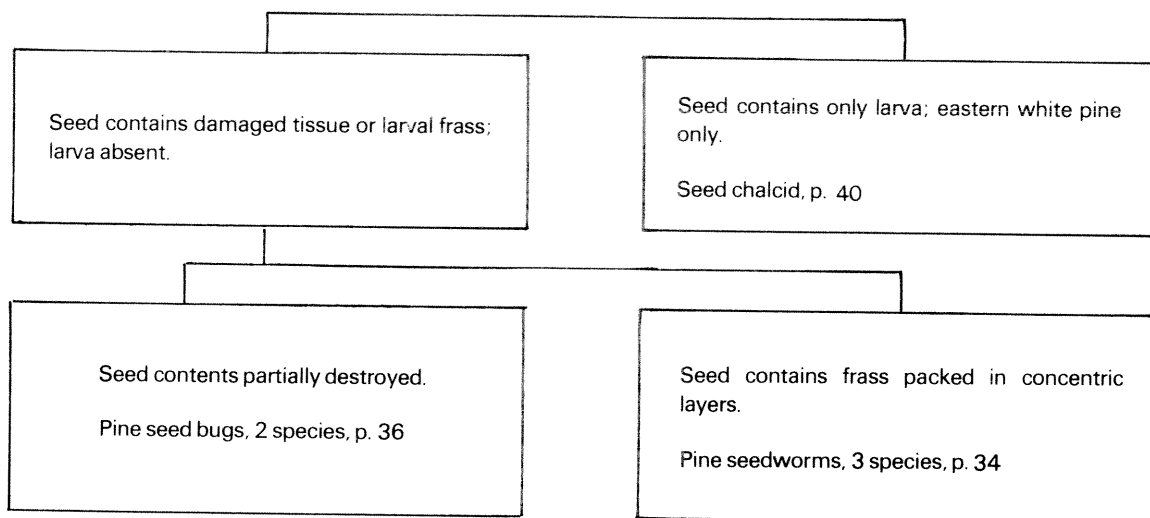 Seed contains damaged tissue or larval frass;
larva absent.
Seed contains only larva; eastern white pine
only.
Seed chalcid, p. 40
Seed contents partially destroyed.
Pine seed bugs, 2 species, p. 36
Seed contains frass packed in concentric
layers.
Pine seedworms, 3 species, p. 34